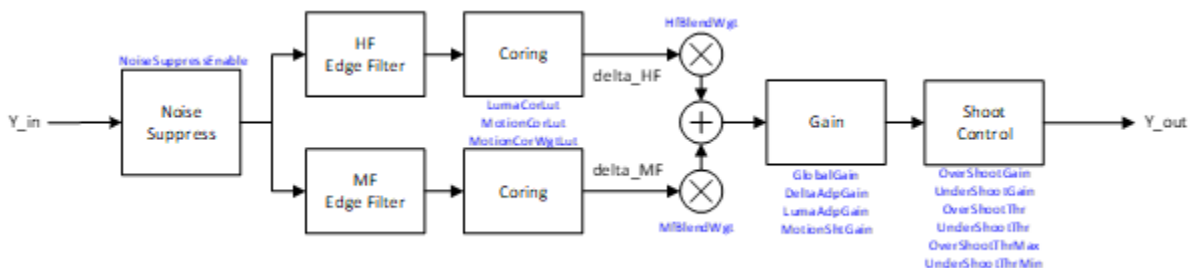 HfBlendWgt
NoiseSuppressEnable
HF
Edge Filter
Coring
delta_HF
LumaCorLut
MotionCorLut
MotionCorWgtLut
Y_in
Noise
Suppress
Gain
Shoot
Control
Y_out
MF
Edge Filter
Coring
delta_MF
MfBlendWgt
GlobalGain
DeltaAdpGain
LumaAdpGain
MotionShtGain
OverShootGain
UnderShootGain
OverShootThr
UnderShootThr
OverShootThrMax
UnderShootThrMin